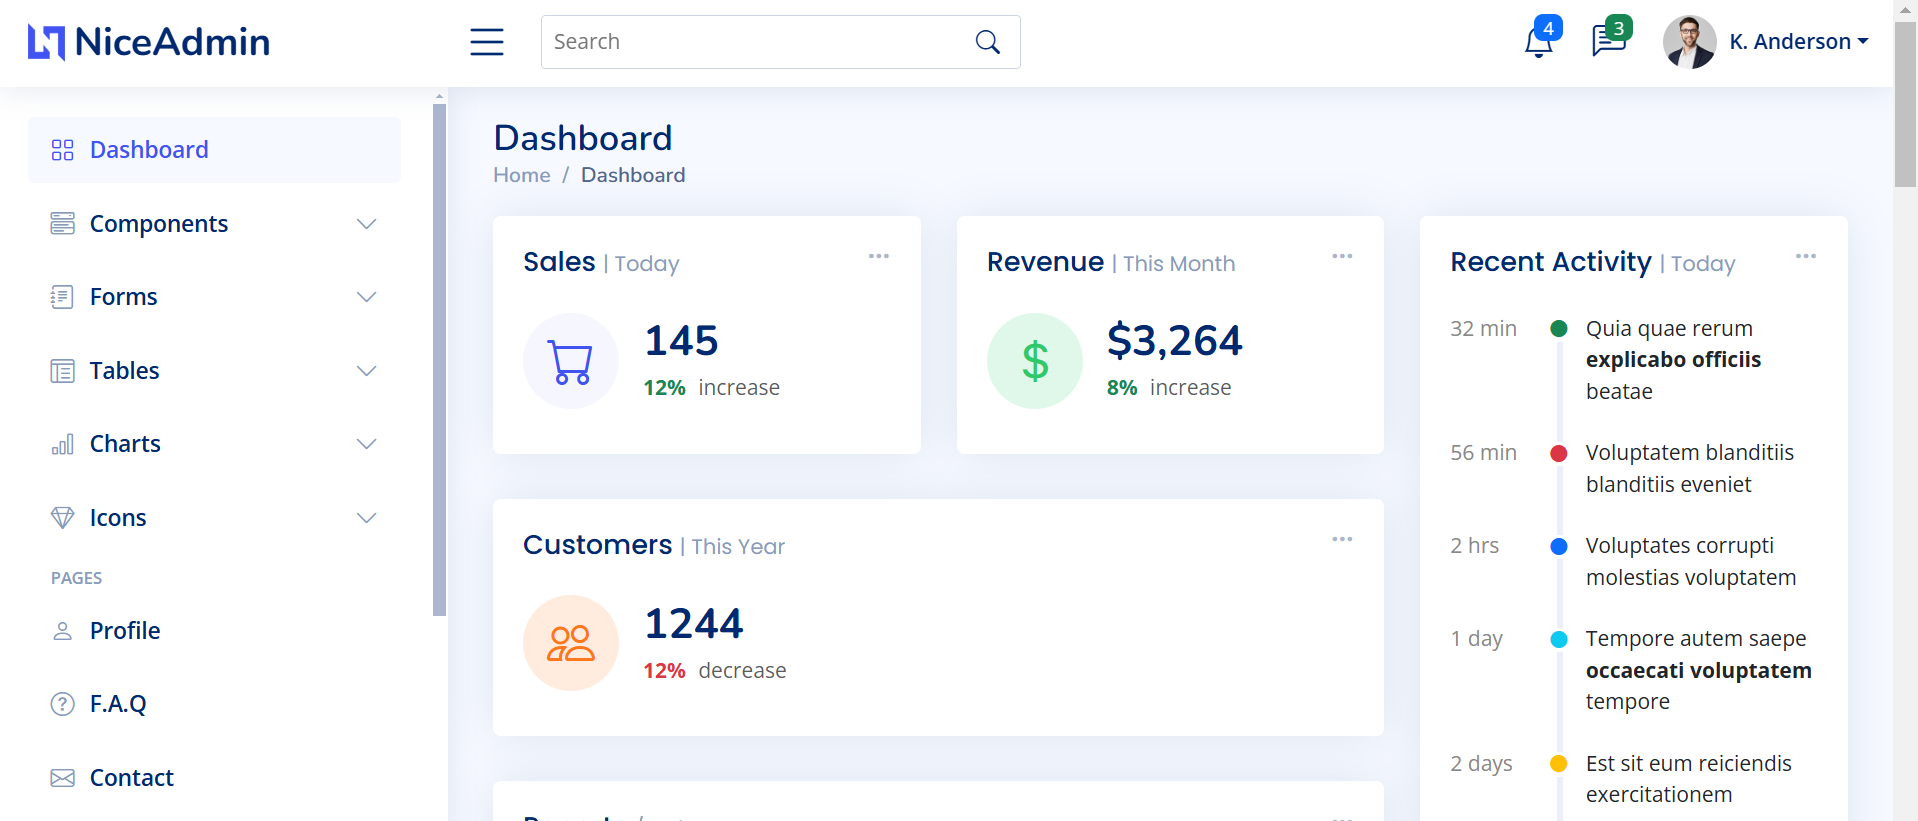 NiceAdmin
Search
4
3
K. Anderson
Dashboard
Components
Forms
Tables
Charts
Icons
PAGES
Profile
F.A.Q
Contact
Dashboard
Home / Dashboard
Sales | Today
145
12% increase
Revenue | This Month
$3,264
8% increase
Customers | This Year
1244
12% decrease
Recent Activity | Today
32 min
Quia quae rerum
explicabo officiis
beatae
56 min
Voluptatem blanditiis
blanditiis eveniet
2 hrs
Voluptates corrupti
molestias voluptatem
1 day
Tempore autem saepe
occaecati voluptatem
tempore
2 days
Est sit eum reiciendis
exercitationem